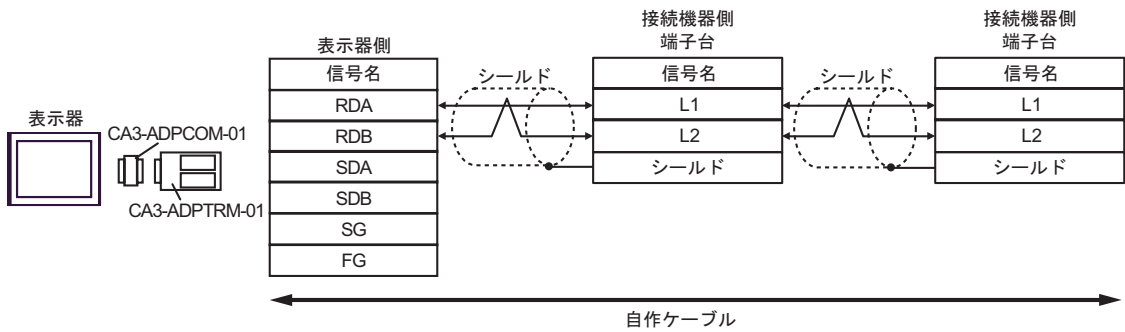 表示器
CA3-ADPCOM-01
CA3-ADPTRM-01
表示器側
信号名
RDA
RDB
SDA
SDB
SG
FG
シールド
接続機器側
端子台
信号名
L1
L2
シールド
シールド
接続機器側
端子台
信号名
L1
L2
シールド
自作ケーブル